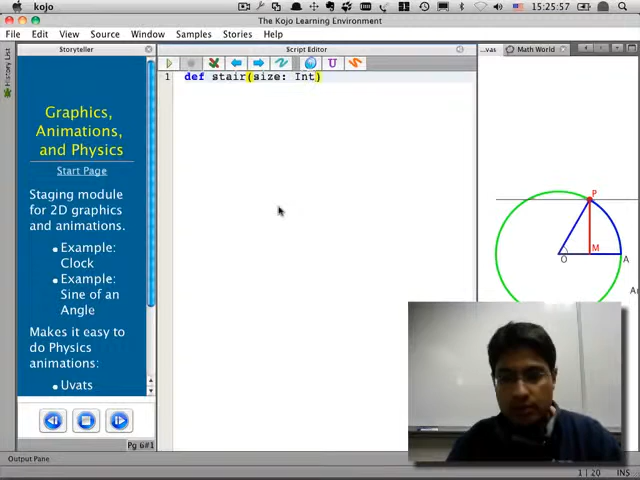 kojo
15:25:57
The Kojo Learning Environment
File Edit View Source Window Samples Stories Help
History List
Storyteller
Script Editor
...vas
Math World
1 def stair(size: Int)
Graphics,
Animations,
and Physics
Start Page
Staging module
for 2D graphics
and animations.
Example:
Clock
Example:
Sine of an
Angle
Makes it easy to
do Physics
animations:
Uvats
P
O
M
A
Pg 6#1
Output Pane
1 | 20
INS